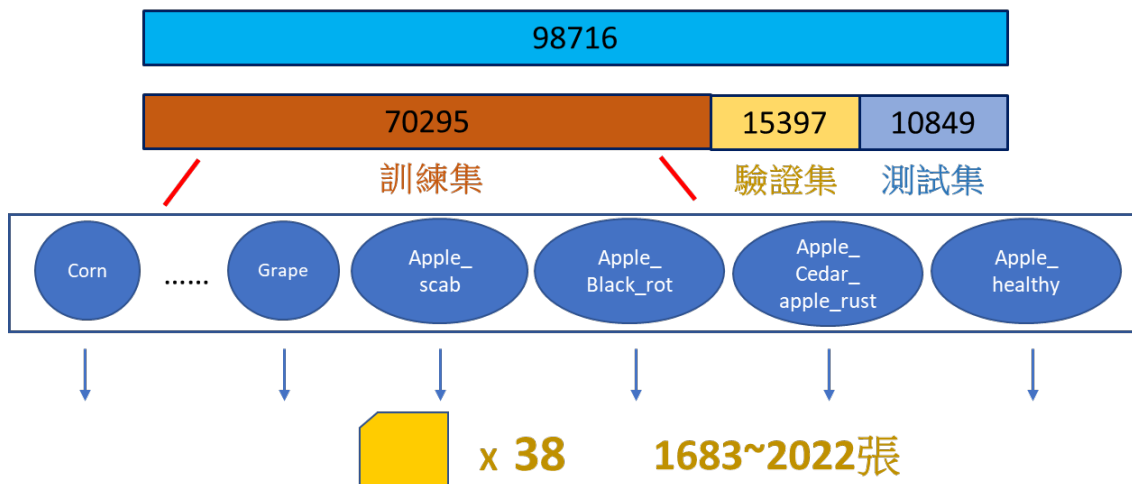 98716
70295
15397
10849
訓練集
驗證集
測試集
Corn
......
Grape
Apple_
scab
Apple_
Black_rot
Apple_
Cedar_
apple_rust
Apple_
healthy
x 38
1683~2022張